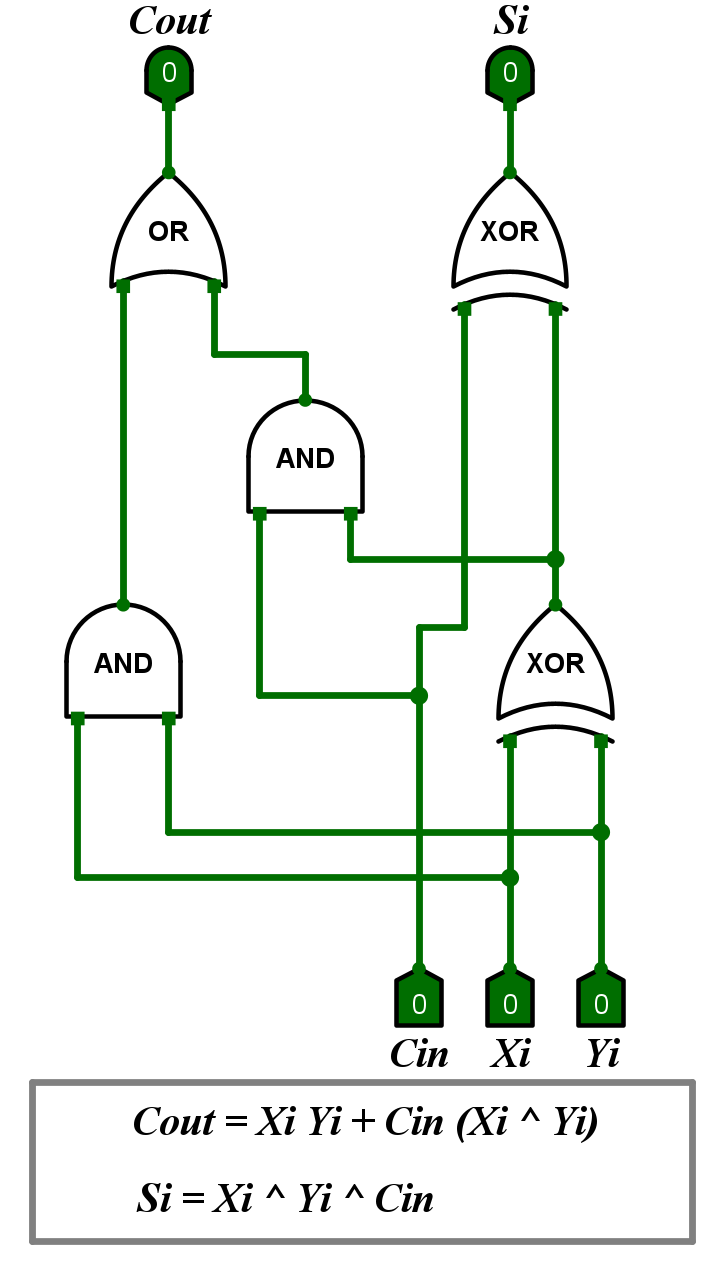 Cout Si
0 0
OR XOR
AND
AND XOR
0 0 0
Cin Xi Yi
Cout = Xi Yi + Cin (Xi ^ Yi)
Si = Xi ^ Yi ^ Cin